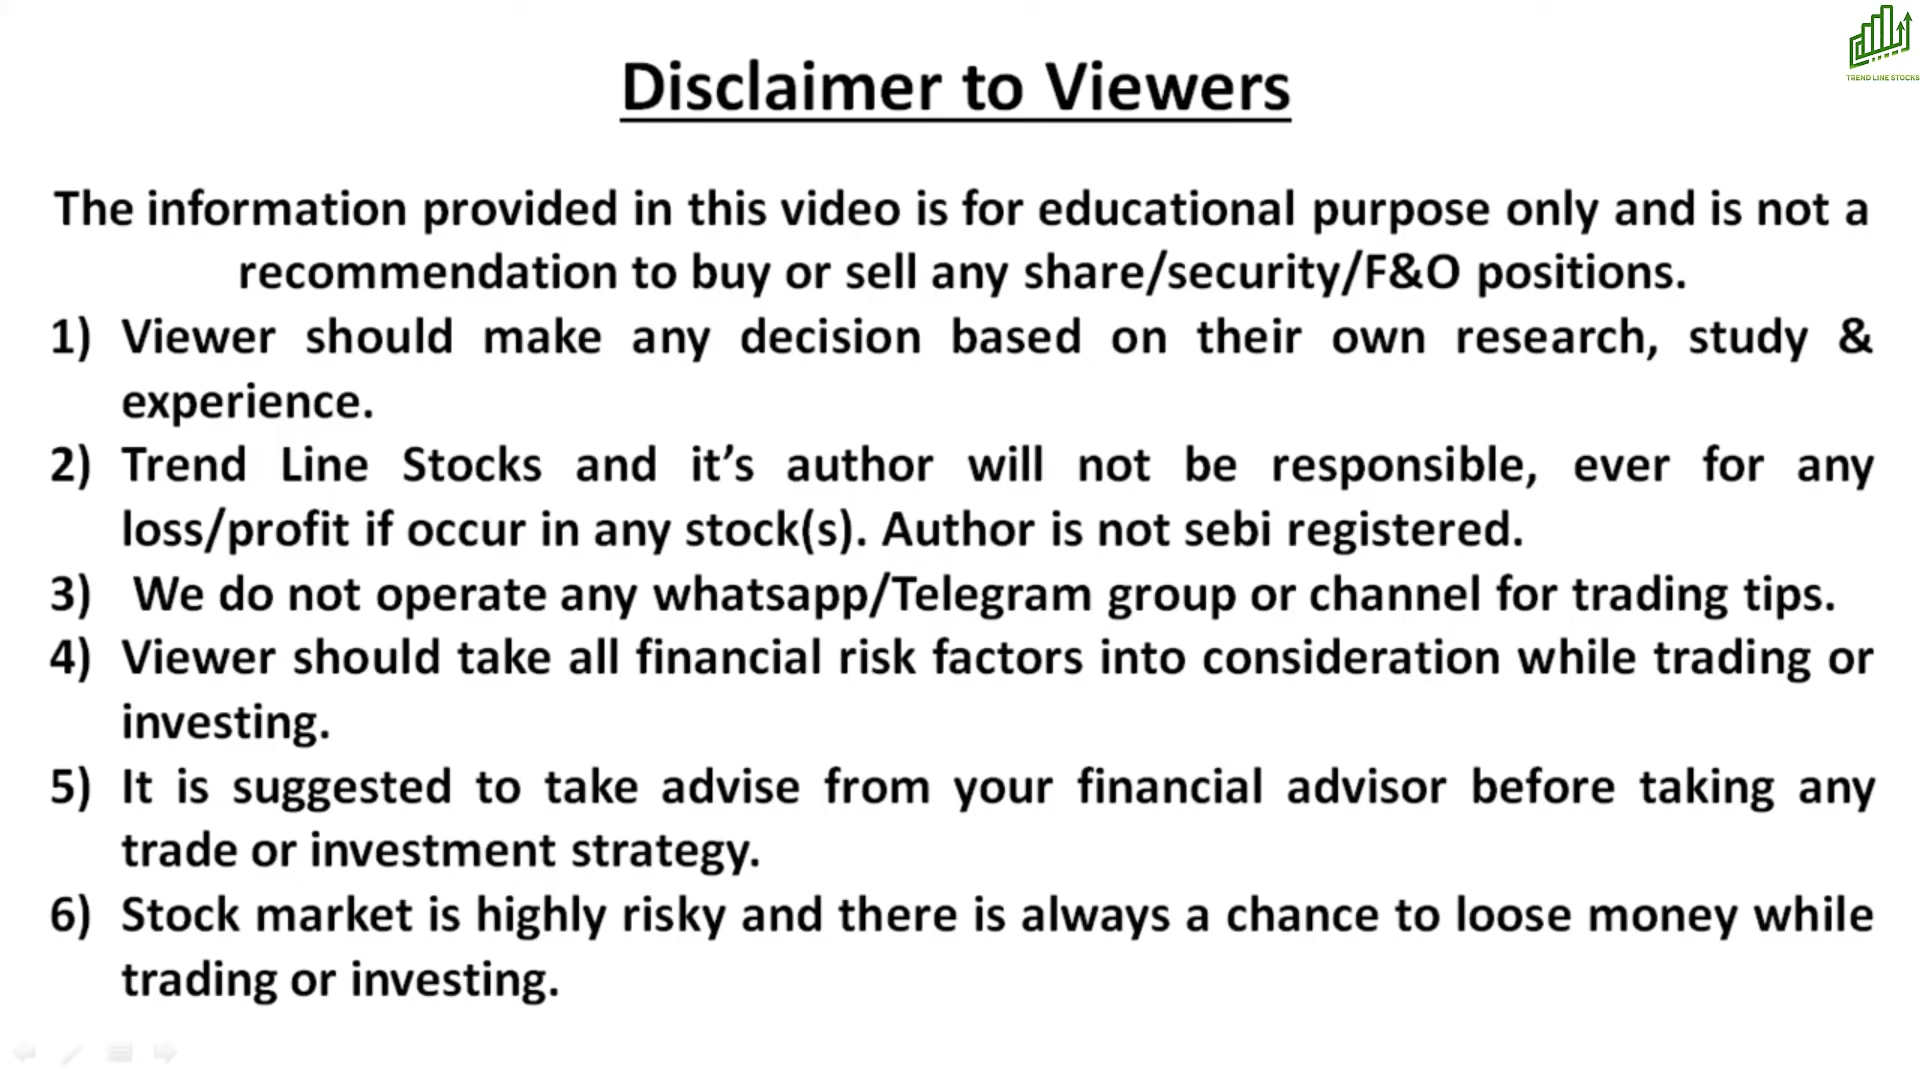 TREND LINE STOCKS
Disclaimer to Viewers
The information provided in this video is for educational purpose only and is not a
recommendation to buy or sell any share/security/F&O positions.
1) Viewer should make any decision based on their own research, study &
experience.
2) Trend Line Stocks and it’s author will not be responsible, ever for any
loss/profit if occur in any stock(s). Author is not sebi registered.
3) We do not operate any whatsapp/Telegram group or channel for trading tips.
4) Viewer should take all financial risk factors into consideration while trading or
investing.
5) It is suggested to take advise from your financial advisor before taking any
trade or investment strategy.
6) Stock market is highly risky and there is always a chance to loose money while
trading or investing.